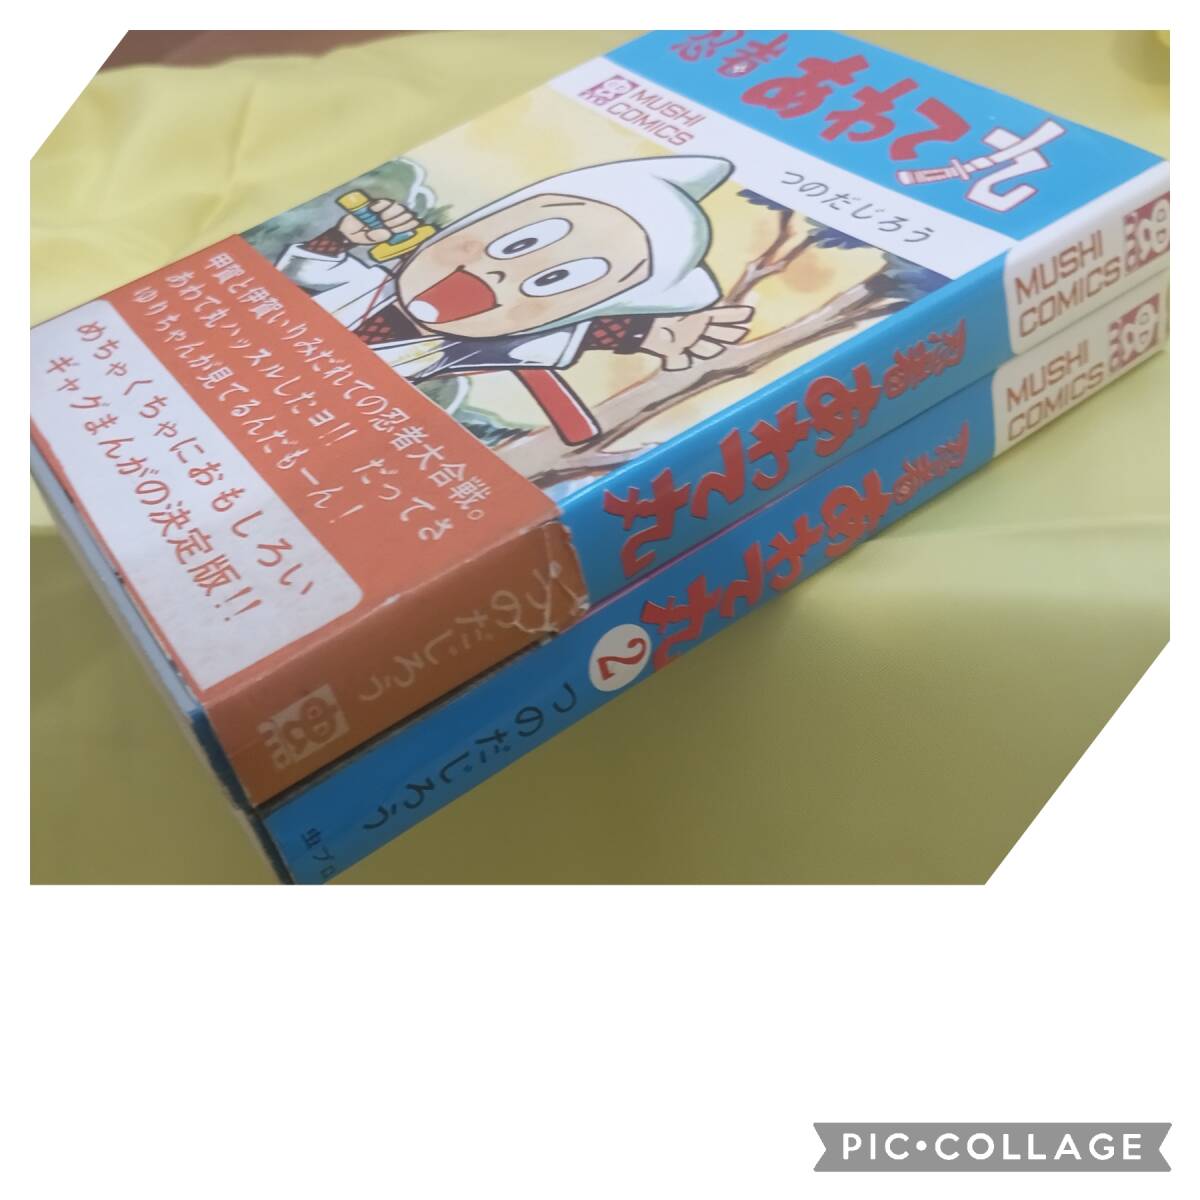 忍者あわて丸
MUSHI
COMICS
つのだじろう
甲賀と伊賀いりみだれての忍者大合戦。
あわて丸ハッスルしたヨ!! だってさ
ゆりちゃんが見てるんだもーん!
めちゃくちゃにおもしろい
ギャグまんがの決定版!!
MUSHI
COMICS
忍者あわて丸
つのだじろう
MUSHI
COMICS
忍者あわて丸
2
つのだじろう
虫プロ
PIC•COLLAGE